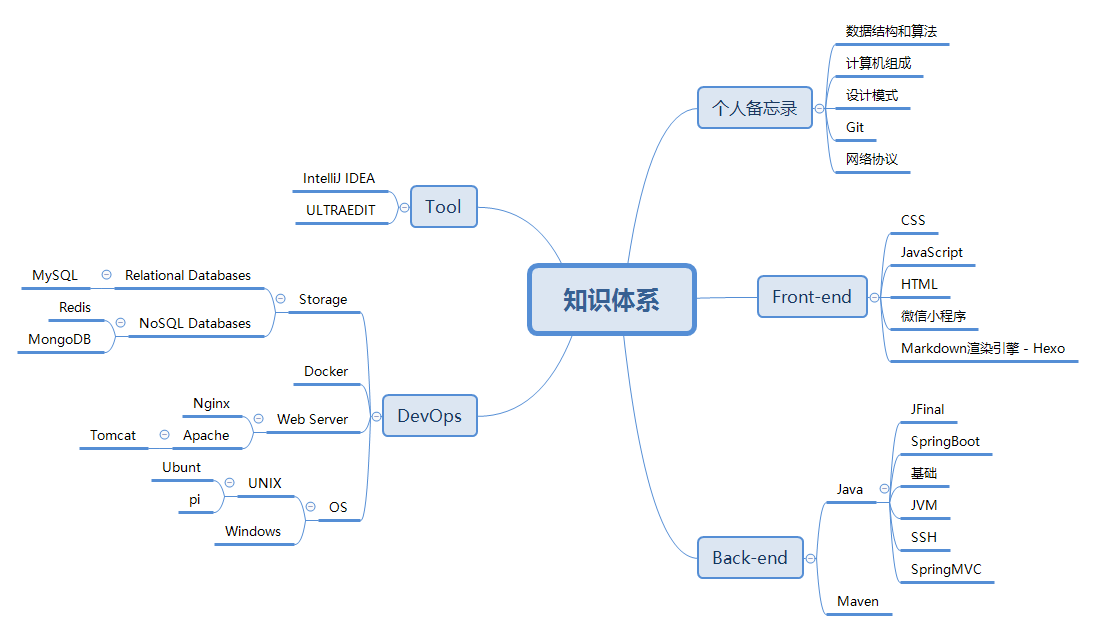 知识体系
个人备忘录
数据结构和算法
计算机组成
设计模式
Git
网络协议
Front-end
CSS
JavaScript
HTML
微信小程序
Markdown渲染引擎 - Hexo
Back-end
Java
JFinal
SpringBoot
基础
JVM
SSH
SpringMVC
Maven
Tool
IntelliJ IDEA
ULTRAEDIT
DevOps
Storage
Relational Databases
MySQL
NoSQL Databases
Redis
MongoDB
Docker
Web Server
Nginx
Apache
Tomcat
OS
UNIX
Ubunt
pi
Windows